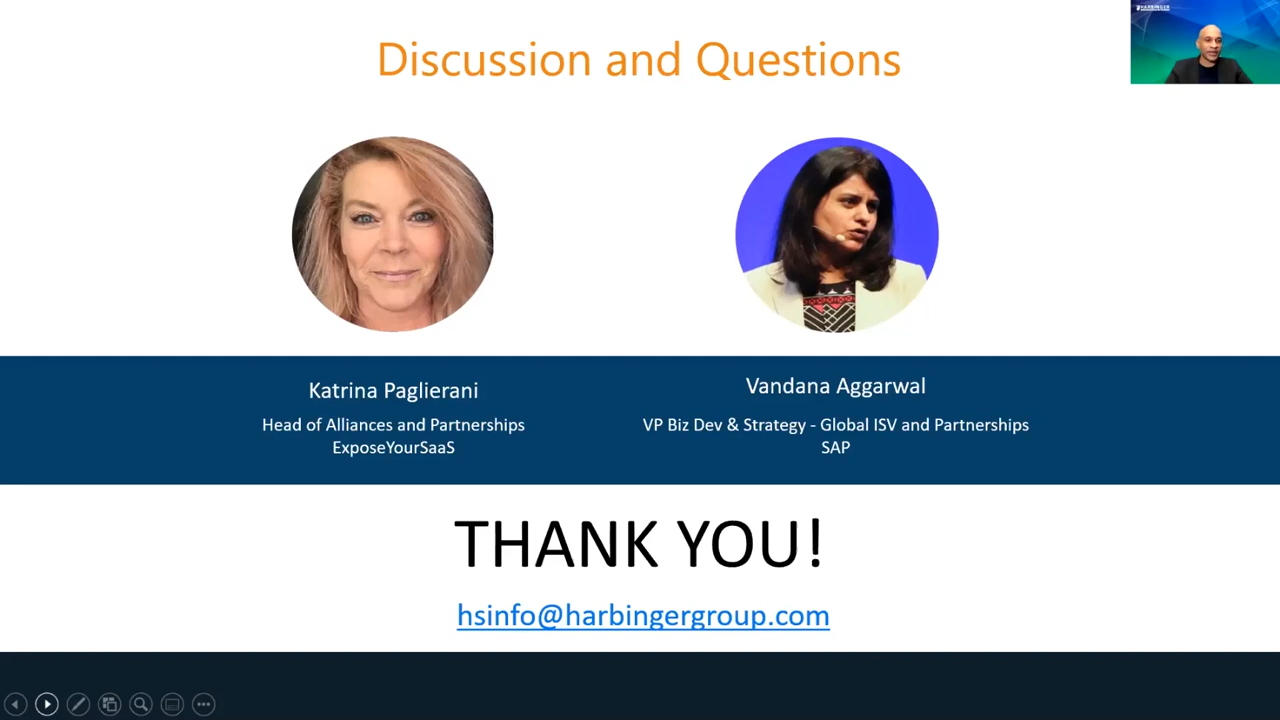 HARBINGER
Discussion and Questions
Katrina Paglierani
Head of Alliances and Partnerships
ExposeYourSaaS
Vandana Aggarwal
VP Biz Dev & Strategy - Global ISV and Partnerships
SAP
THANK YOU!
hsinfo@harbingergroup.com